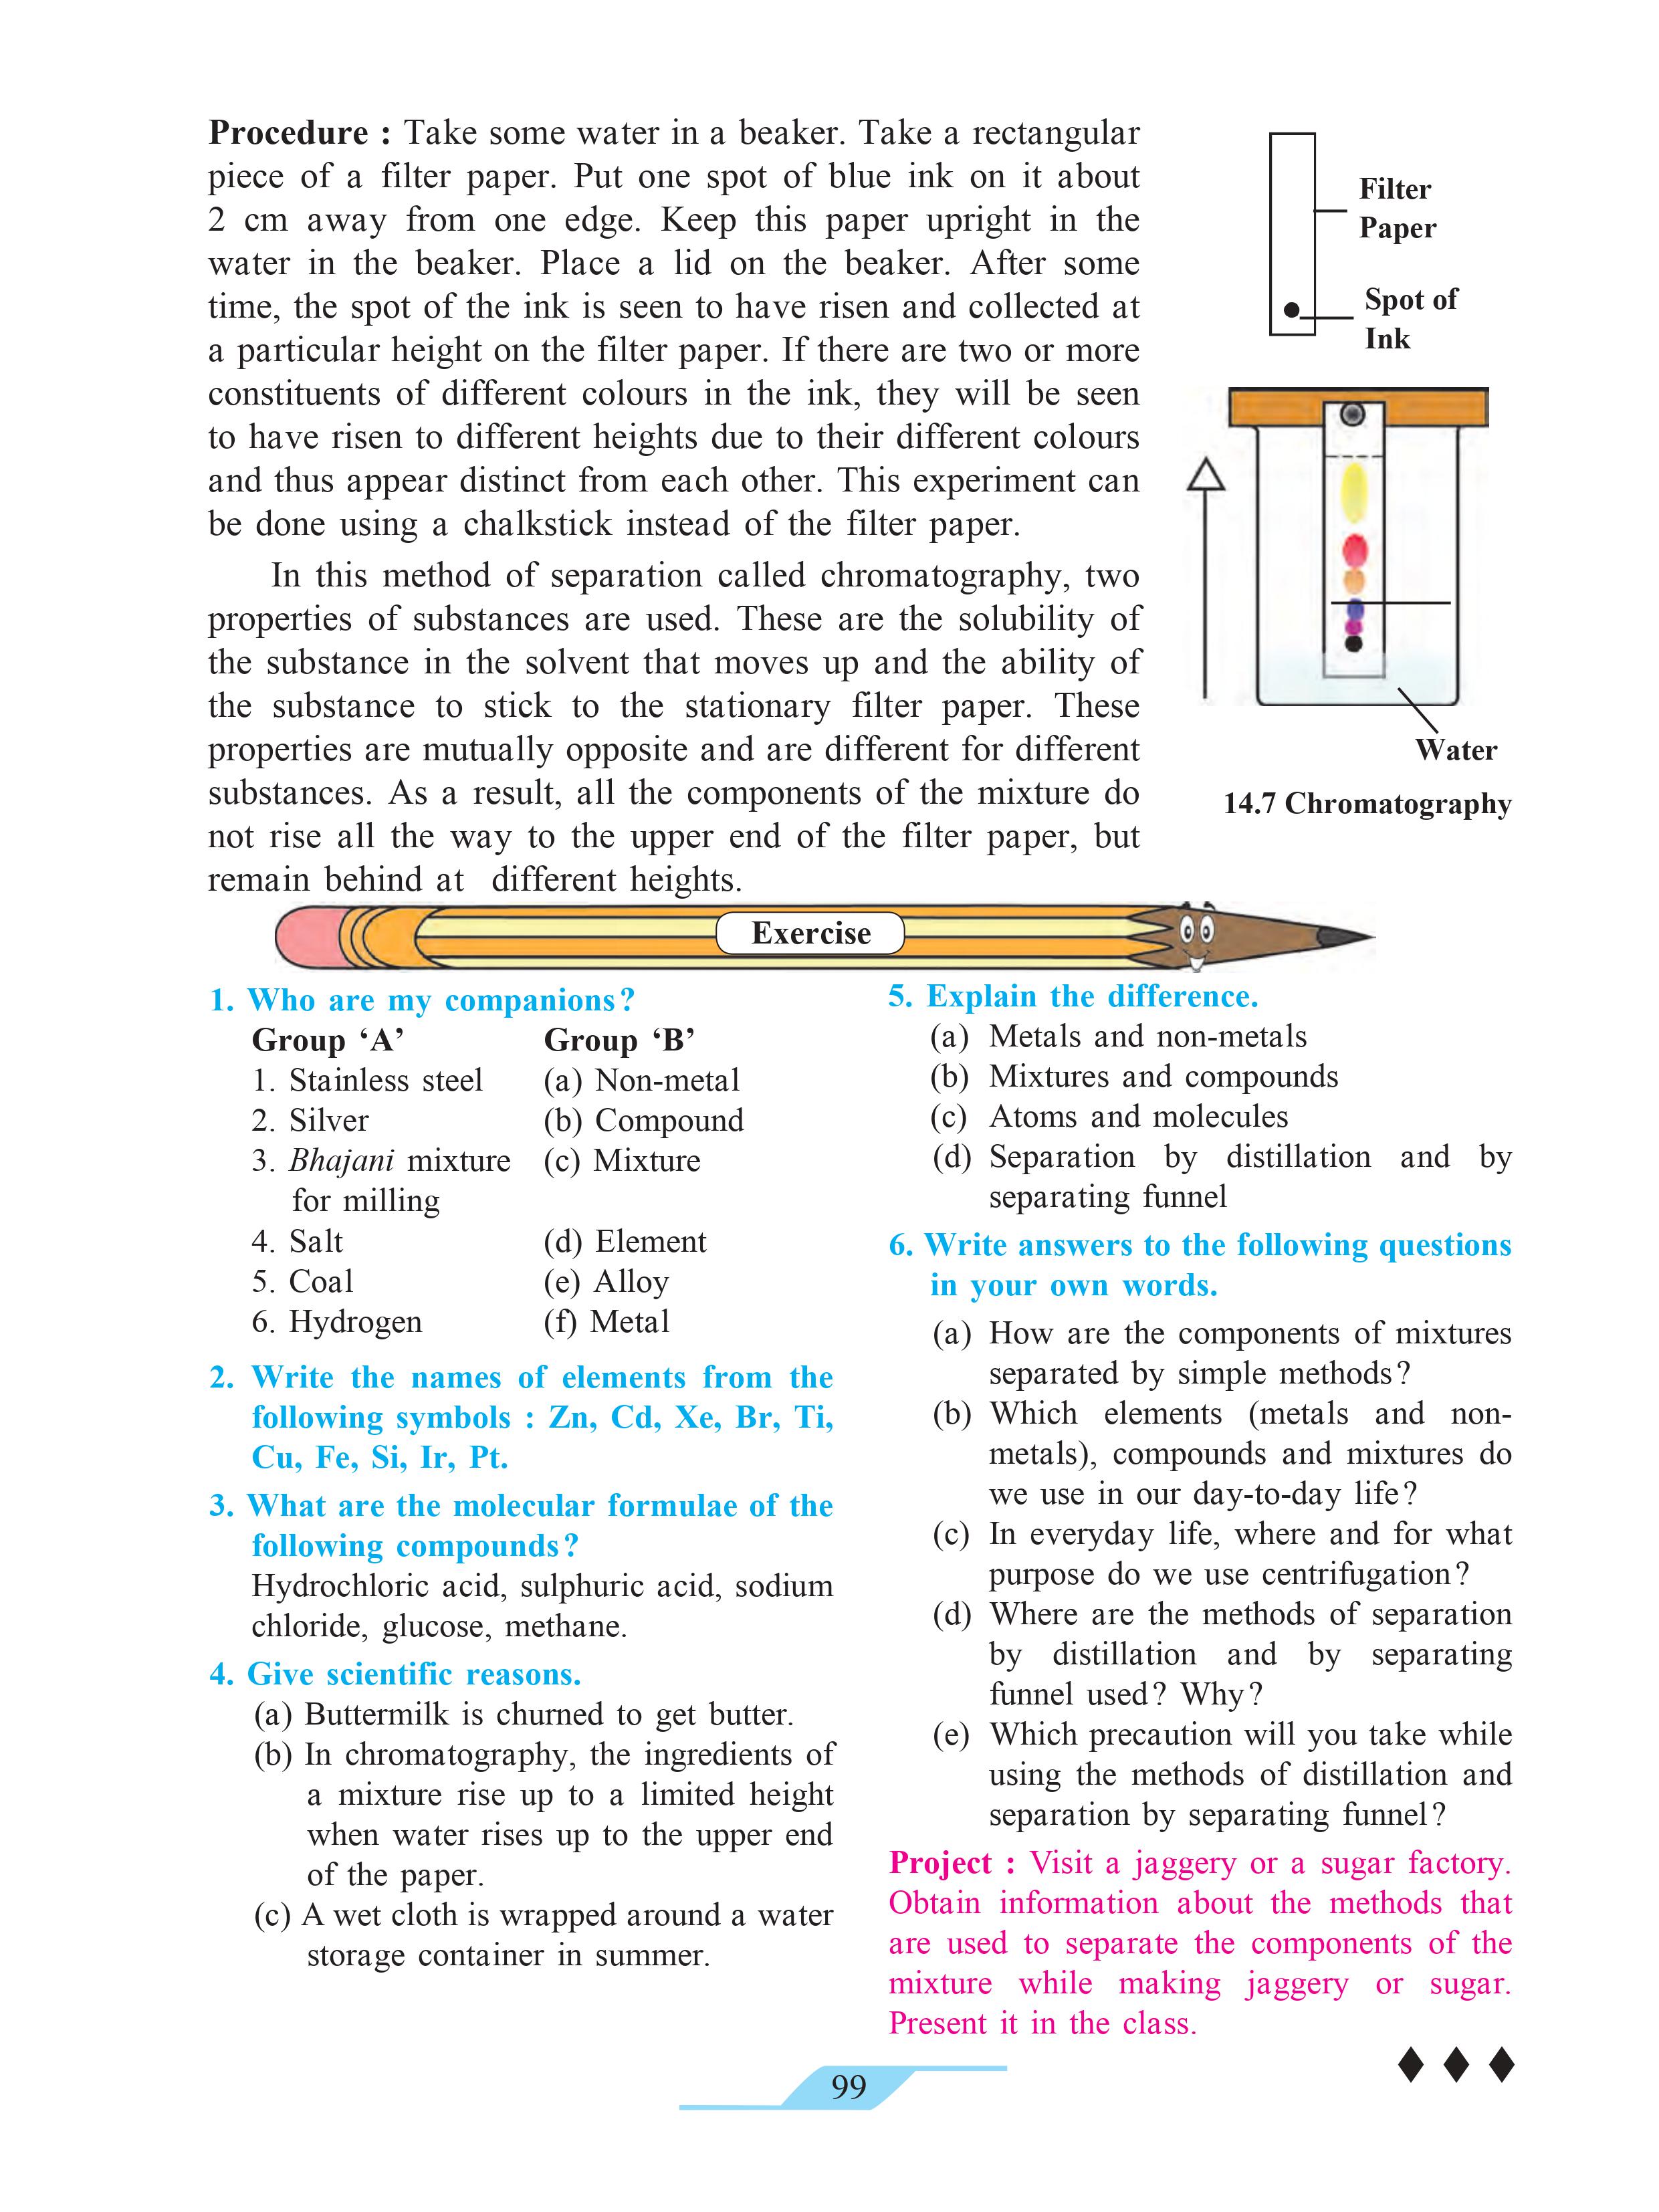 Procedure : Take some water in a beaker. Take a rectangular
piece of a filter paper. Put one spot of blue ink on it about
2 cm away from one edge. Keep this paper upright in the
water in the beaker. Place a lid on the beaker. After some
time, the spot of the ink is seen to have risen and collected at
a particular height on the filter paper. If there are two or more
constituents of different colours in the ink, they will be seen
to have risen to different heights due to their different colours
and thus appear distinct from each other. This experiment can
be done using a chalkstick instead of the filter paper.
In this method of separation called chromatography, two
properties of substances are used. These are the solubility of
the substance in the solvent that moves up and the ability of
the substance to stick to the stationary filter paper. These
properties are mutually opposite and are different for different
substances. As a result, all the components of the mixture do
not rise all the way to the upper end of the filter paper, but
remain behind at different heights.
Filter
Paper
Spot of
Ink
Water
14.7 Chromatography
Exercise
1. Who are my companions?
Group ‘A’ Group ‘B’
1. Stainless steel (a) Non-metal
2. Silver (b) Compound
3. Bhajani mixture (c) Mixture
for milling
4. Salt (d) Element
5. Coal (e) Alloy
6. Hydrogen (f) Metal
2. Write the names of elements from the
following symbols : Zn, Cd, Xe, Br, Ti,
Cu, Fe, Si, Ir, Pt.
3. What are the molecular formulae of the
following compounds?
Hydrochloric acid, sulphuric acid, sodium
chloride, glucose, methane.
4. Give scientific reasons.
(a) Buttermilk is churned to get butter.
(b) In chromatography, the ingredients of
a mixture rise up to a limited height
when water rises up to the upper end
of the paper.
(c) A wet cloth is wrapped around a water
storage container in summer.
5. Explain the difference.
(a) Metals and non-metals
(b) Mixtures and compounds
(c) Atoms and molecules
(d) Separation by distillation and by
separating funnel
6. Write answers to the following questions
in your own words.
(a) How are the components of mixtures
separated by simple methods?
(b) Which elements (metals and non-
metals), compounds and mixtures do
we use in our day-to-day life?
(c) In everyday life, where and for what
purpose do we use centrifugation?
(d) Where are the methods of separation
by distillation and by separating
funnel used? Why?
(e) Which precaution will you take while
using the methods of distillation and
separation by separating funnel?
Project : Visit a jaggery or a sugar factory.
Obtain information about the methods that
are used to separate the components of the
mixture while making jaggery or sugar.
Present it in the class.
99